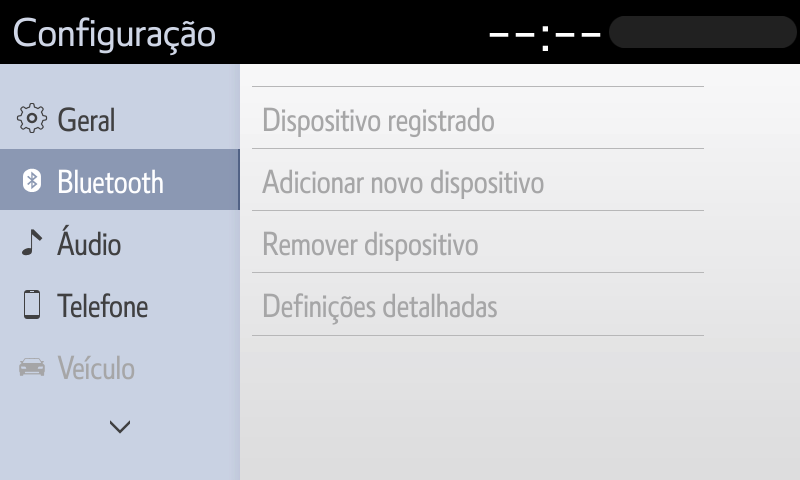 Configuração --:--
Geral
Bluetooth
Áudio
Telefone
Veículo
Dispositivo registrado
Adicionar novo dispositivo
Remover dispositivo
Definições detalhadas